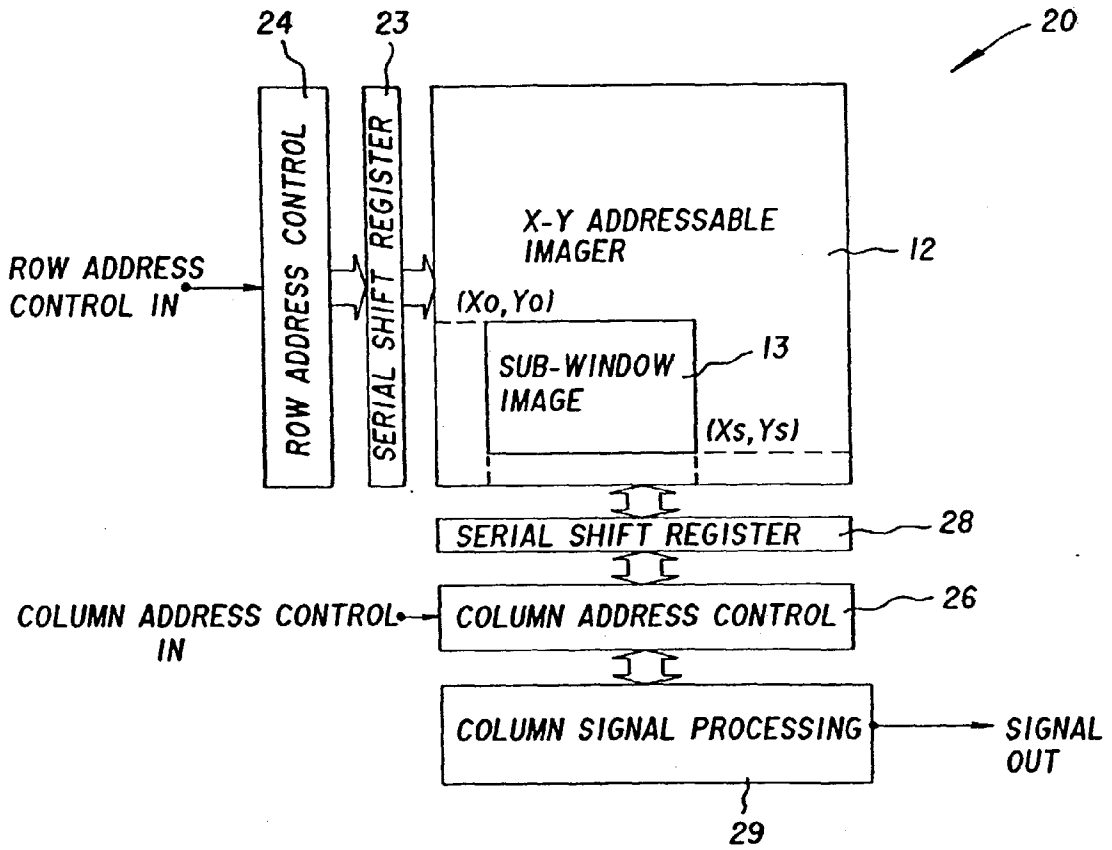 24
23
20
ROW ADDRESS CONTROL
SERIAL SHIFT REGISTER
X-Y ADDRESSABLE
IMAGER
12
ROW ADDRESS
CONTROL IN
(Xo, Yo)
SUB-WINDOW
IMAGE
13
(Xs, Ys)
SERIAL SHIFT REGISTER
28
COLUMN ADDRESS CONTROL
IN
COLUMN ADDRESS CONTROL
26
COLUMN SIGNAL PROCESSING
SIGNAL
OUT
29